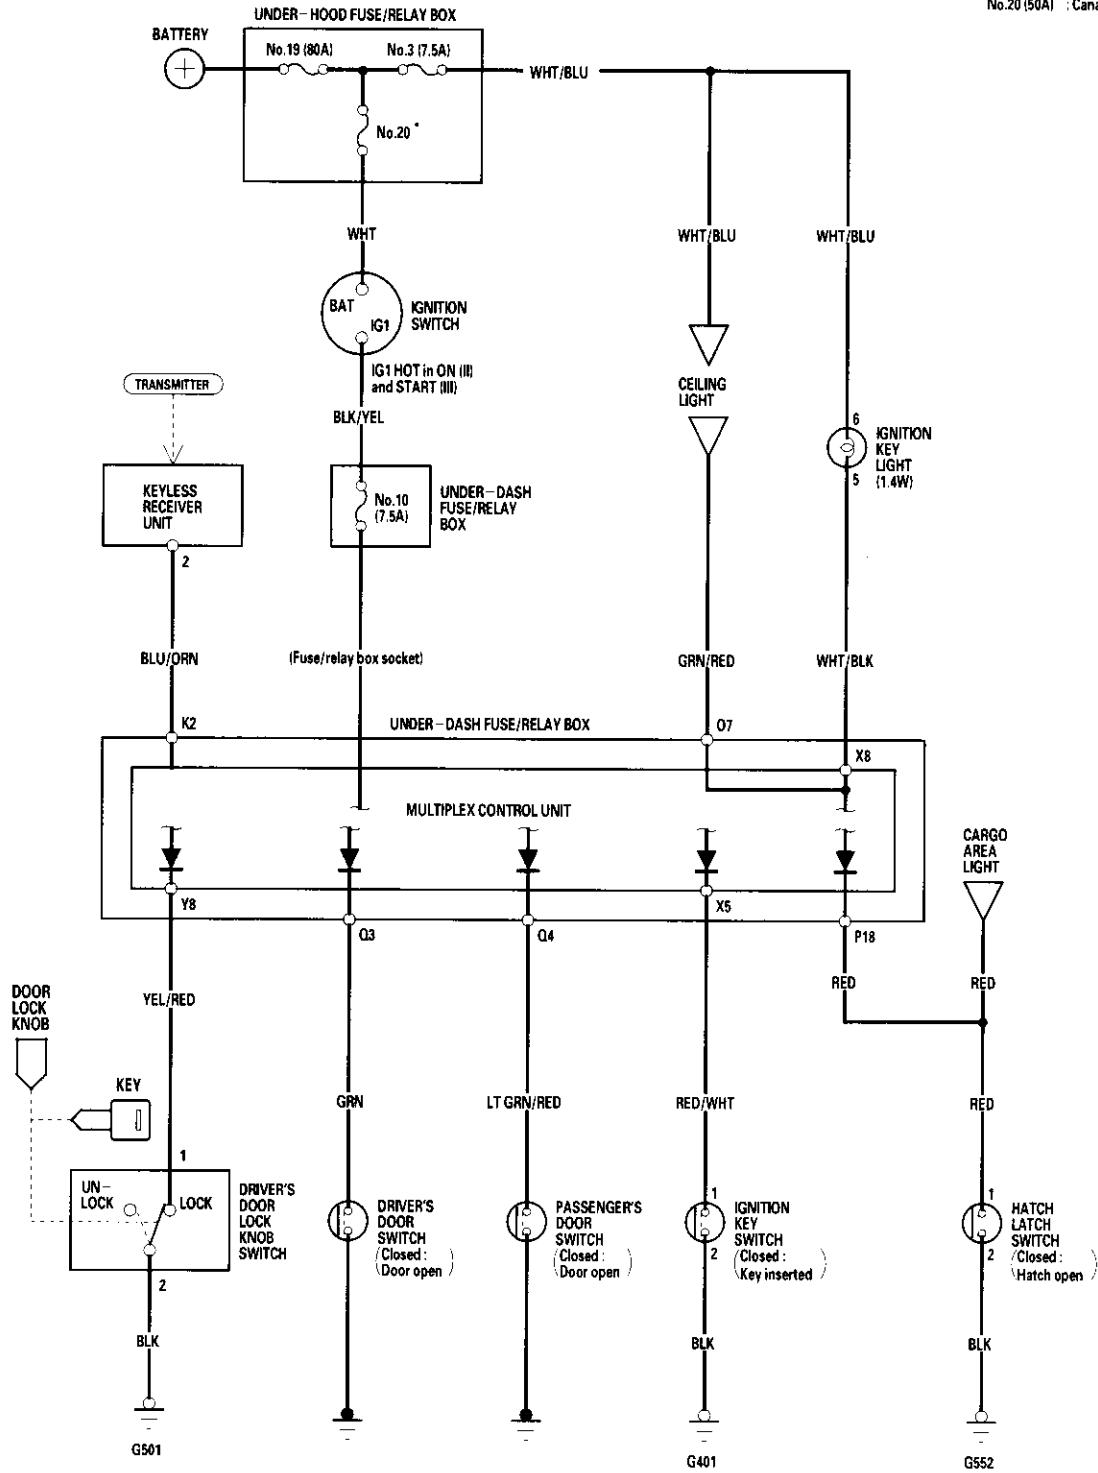 No.20 (50A) : Cana
UNDER-HOOD FUSE/RELAY BOX
BATTERY
No.19 (80A)
No.3 (7.5A)
WHT/BLU
No.20 *
WHT
WHT/BLU
WHT/BLU
BAT
IG1
IGNITION
SWITCH
IG1 HOT in ON (II)
and START (III)
TRANSMITTER
CEILING
LIGHT
BLK/YEL
6
IGNITION
KEY
LIGHT
(1.4W)
5
KEYLESS
RECEIVER
UNIT
2
No.10
(7.5A)
UNDER-DASH
FUSE/RELAY
BOX
BLU/ORN
(Fuse/relay box socket)
GRN/RED
WHT/BLK
K2
UNDER-DASH FUSE/RELAY BOX
O7
X8
MULTIPLEX CONTROL UNIT
CARGO
AREA
LIGHT
Y8
Q3
Q4
X5
P18
RED
RED
DOOR
LOCK
KNOB
YEL/RED
KEY
GRN
LT GRN/RED
RED/WHT
RED
1
UN-
LOCK
LOCK
2
DRIVER'S
DOOR
LOCK
KNOB
SWITCH
DRIVER'S
DOOR
SWITCH
(Closed :
Door open)
PASSENGER'S
DOOR
SWITCH
(Closed :
Door open)
1
2
IGNITION
KEY
SWITCH
(Closed :
Key inserted)
1
2
HATCH
LATCH
SWITCH
(Closed :
Hatch open)
BLK
BLK
BLK
G501
G401
G552